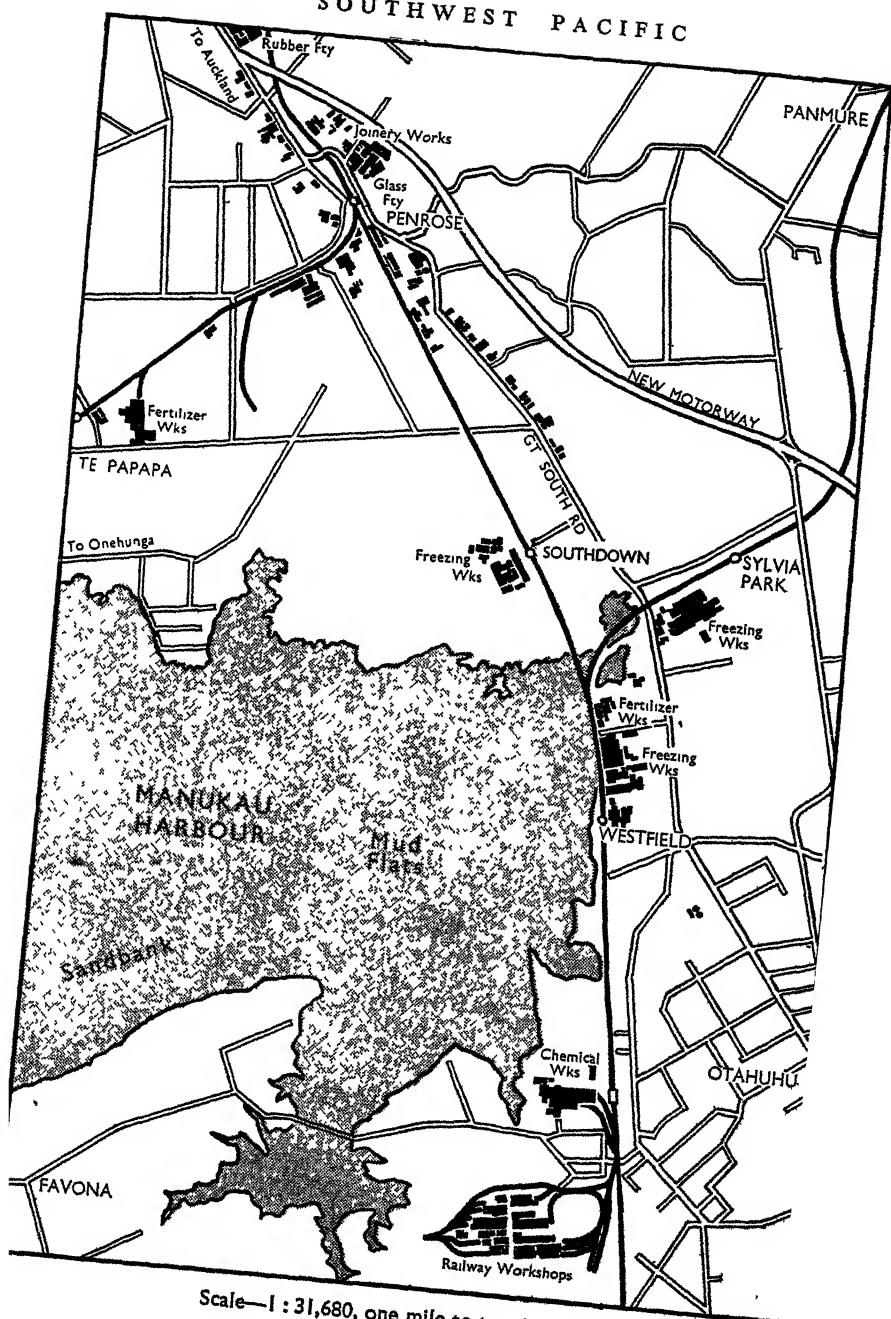 SOUTHWEST PACIFIC
To Auckland
Rubber Fty
PANMURE
Joinery Works
Glass
Fty
PENROSE
NEW MOTORWAY
Fertilizer
Wks
TE PAPAPA
GT SOUTH RD
To Onehunga
Freezing
Wks
SOUTHDOWN
SYLVIA
PARK
Freezing
Wks
Fertilizer
Wks
Freezing
Wks
MANUKAU
HARBOUR
Mud
Flats
WESTFIELD
Sandbank
Chemical
Wks
OTAHUHU
FAVONA
Railway Workshops
Scale—1 : 31,680, one mile to